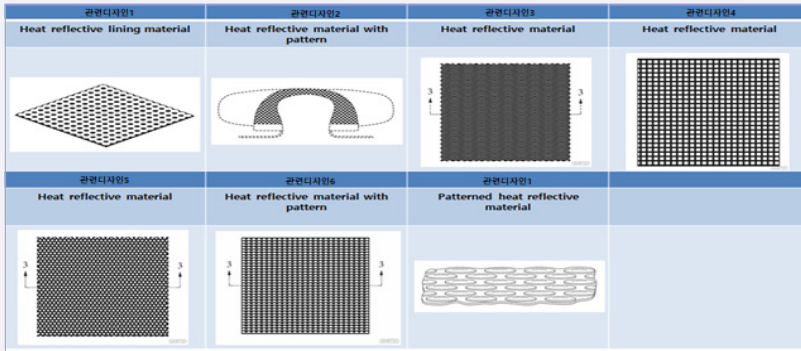 관련디자인1
관련디자인2
관련디자인3
관련디자인4
Heat reflective lining material
Heat reflective material with
pattern
Heat reflective material
Heat reflective material
3
3
관련디자인5
관련디자인6
관련디자인1
Heat reflective material
Heat reflective material with
pattern
Patterned heat reflective
material
3
3
3
3